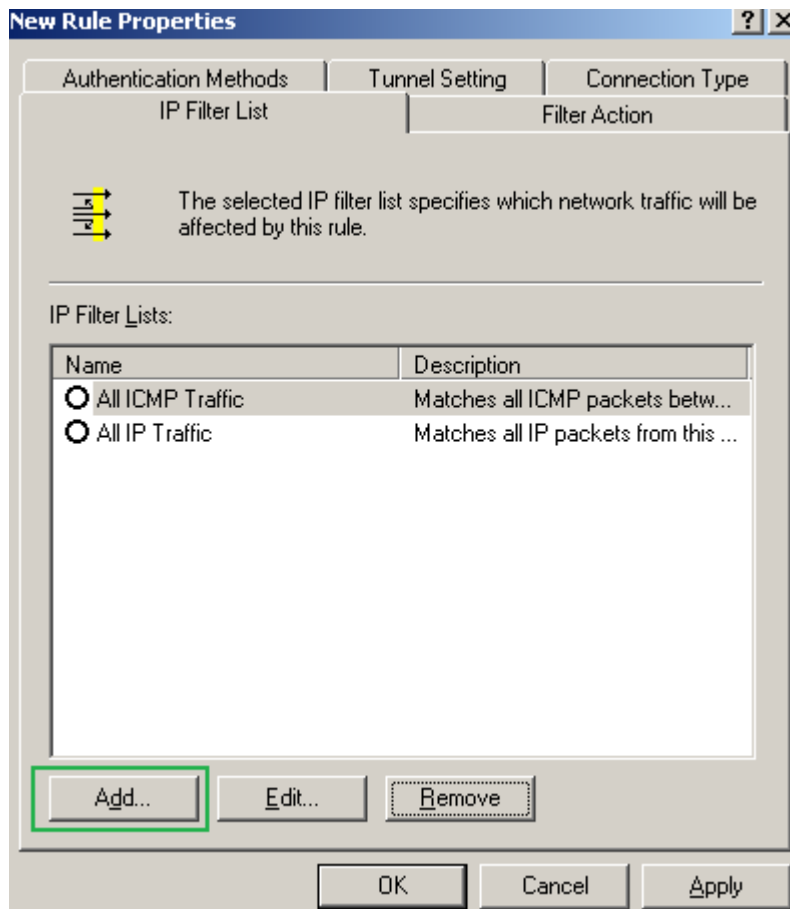 New Rule Properties
Authentication Methods Tunnel Setting Connection Type
IP Filter List Filter Action
The selected IP filter list specifies which network traffic will be
affected by this rule.
IP Filter Lists:
Name Description
All ICMP Traffic Matches all ICMP packets betw...
All IP Traffic Matches all IP packets from this ...
Add... Edit... Remove
OK Cancel Apply